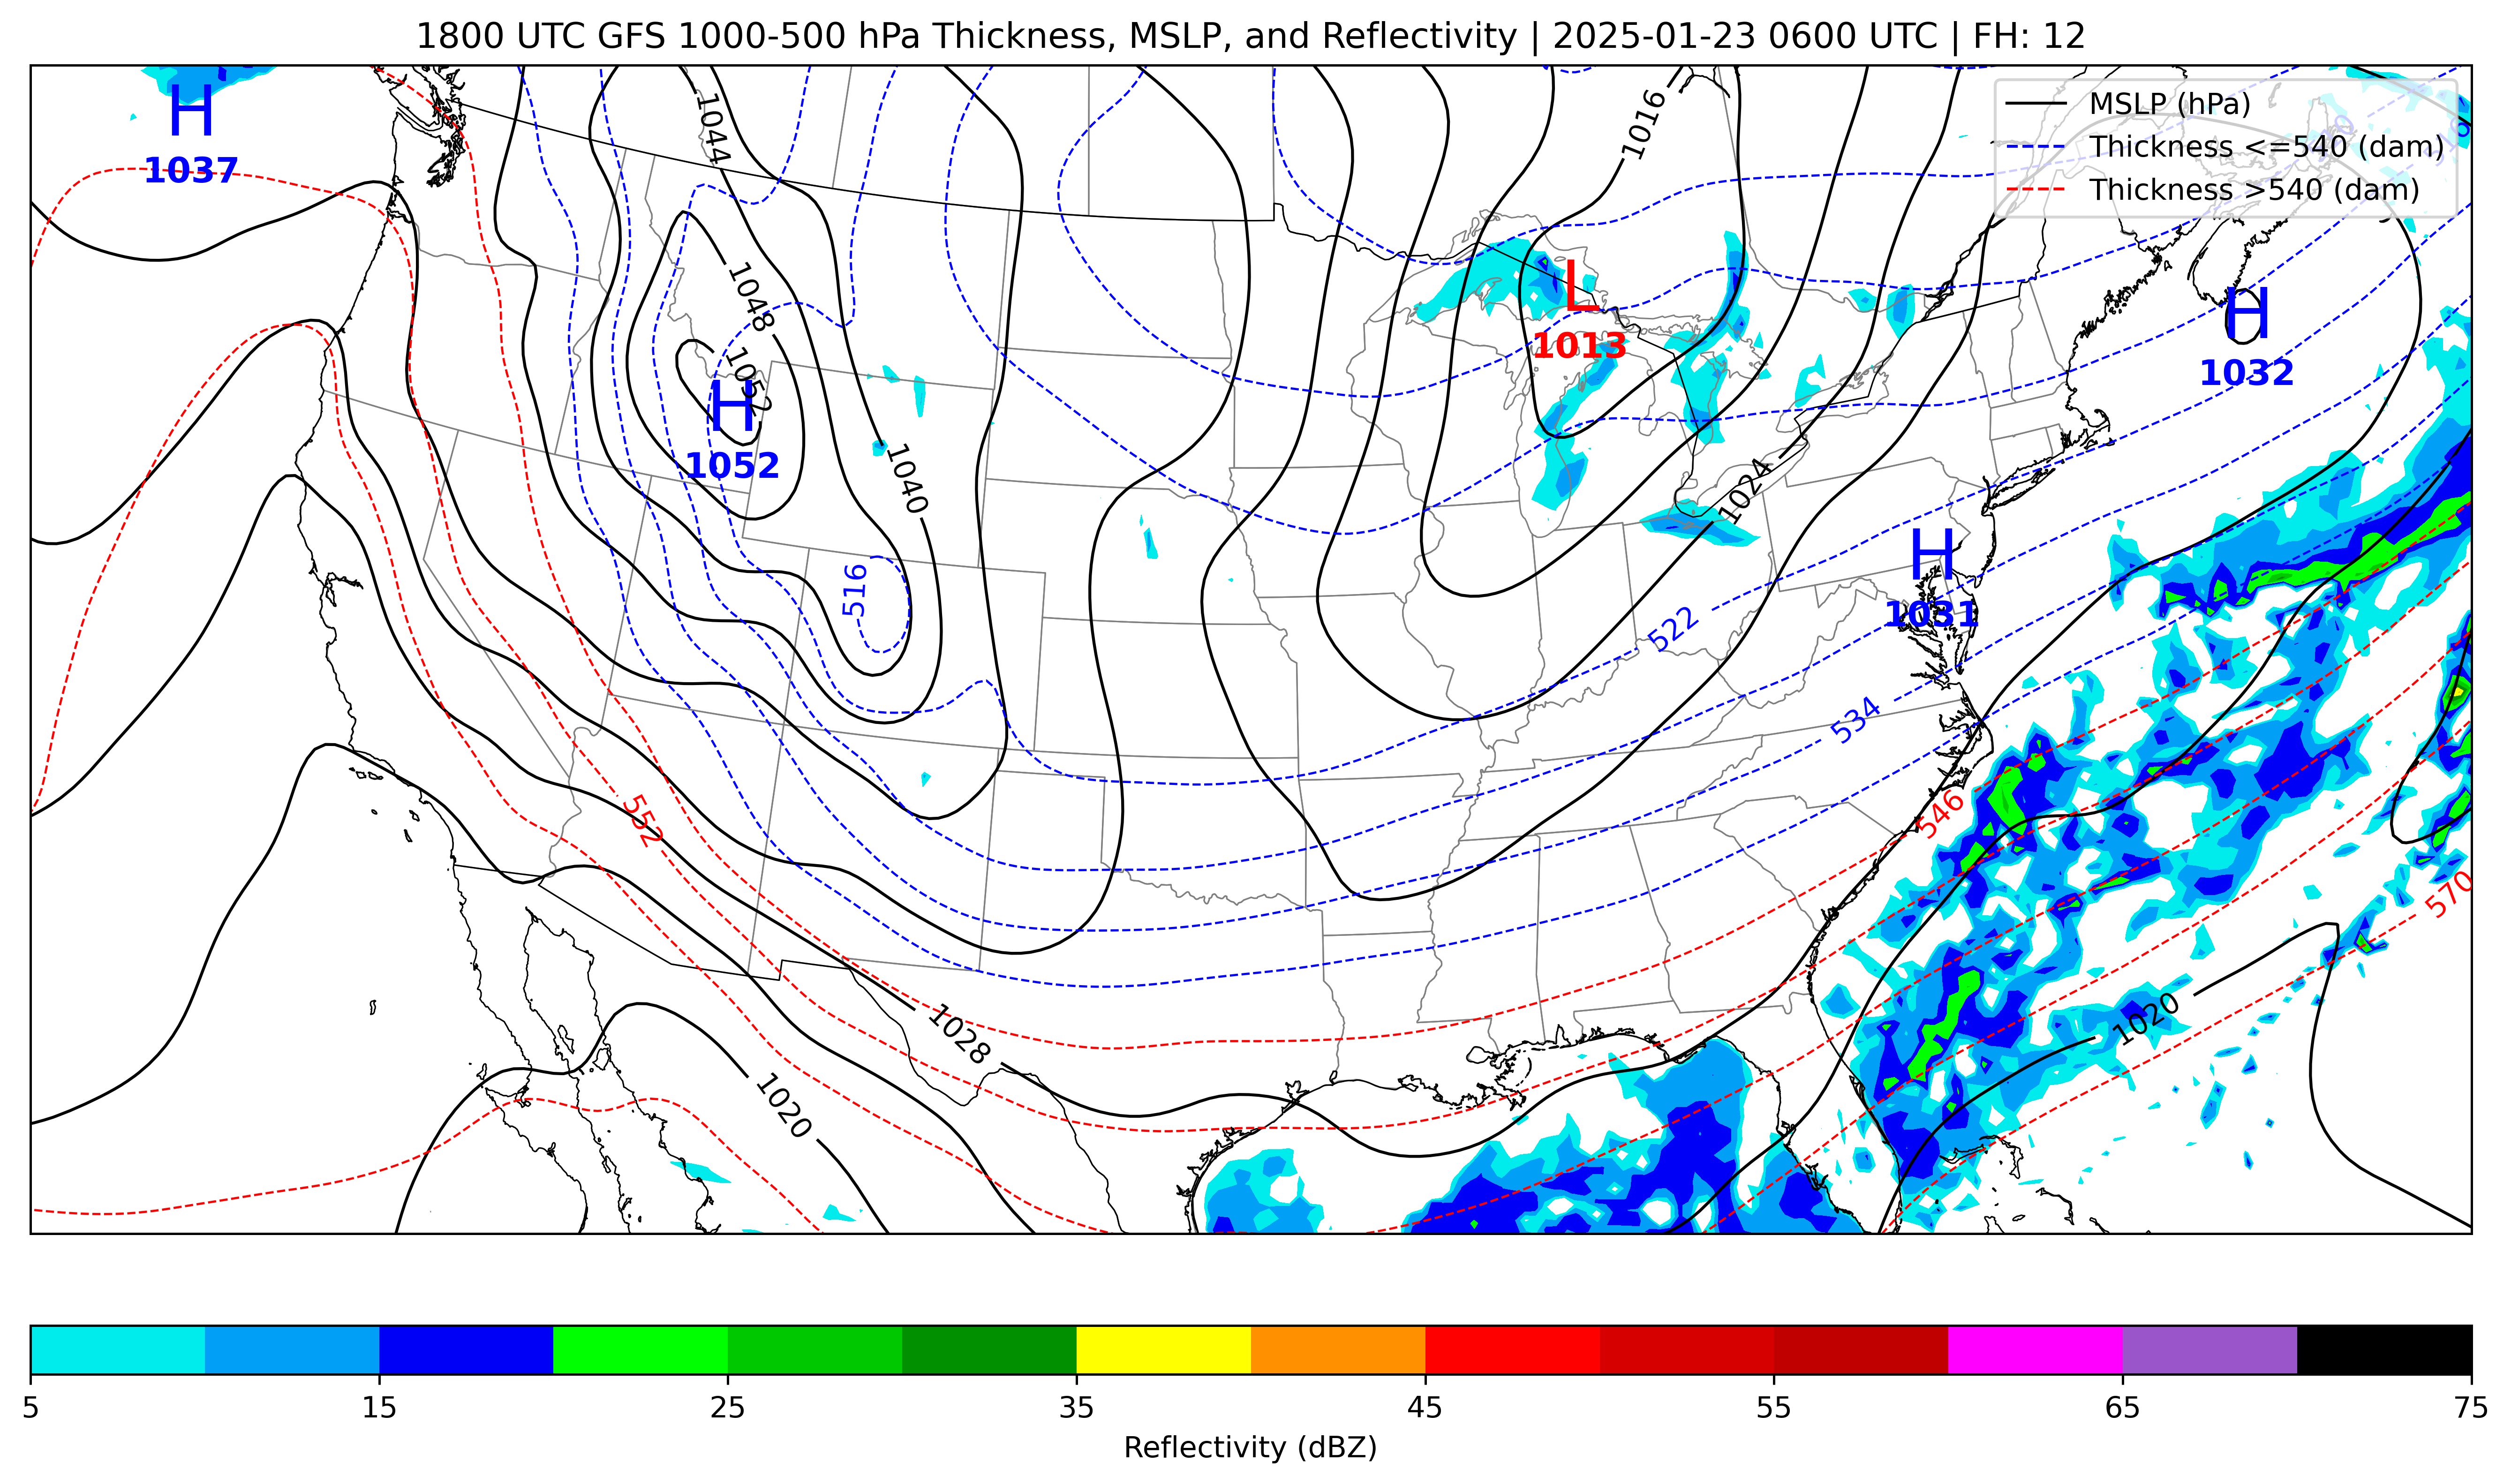 1800 UTC GFS 1000-500 hPa Thickness, MSLP, and Reflectivity | 2025-01-23 0600 UTC | FH: 12
MSLP (hPa)
Thickness <=540 (dam)
Thickness >540 (dam)
H
1037
1044
1016
1048
L
1013
H
1032
1052
H
1052
1040
1024
H
1031
516
522
534
552
546
570
1028
1020
1020
5 15 25 35 45 55 65 75
Reflectivity (dBZ)